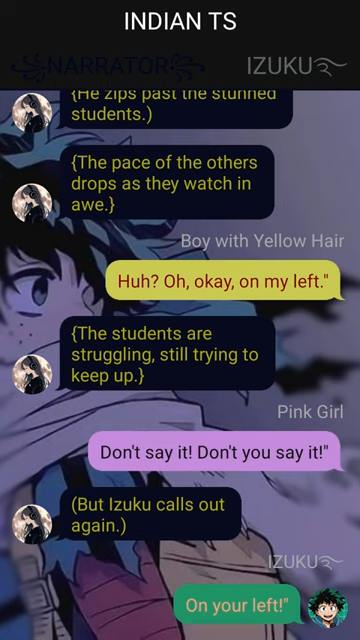 INDIAN TS
꧁NARRATOR꧂
IZUKU࿐
{He zips past the stunned
students.)
{The pace of the others
drops as they watch in
awe.}
Boy with Yellow Hair
Huh? Oh, okay, on my left."
{The students are
struggling, still trying to
keep up.}
Pink Girl
Don't say it! Don't you say it!"
(But Izuku calls out
again.)
IZUKU࿐
On your left!"